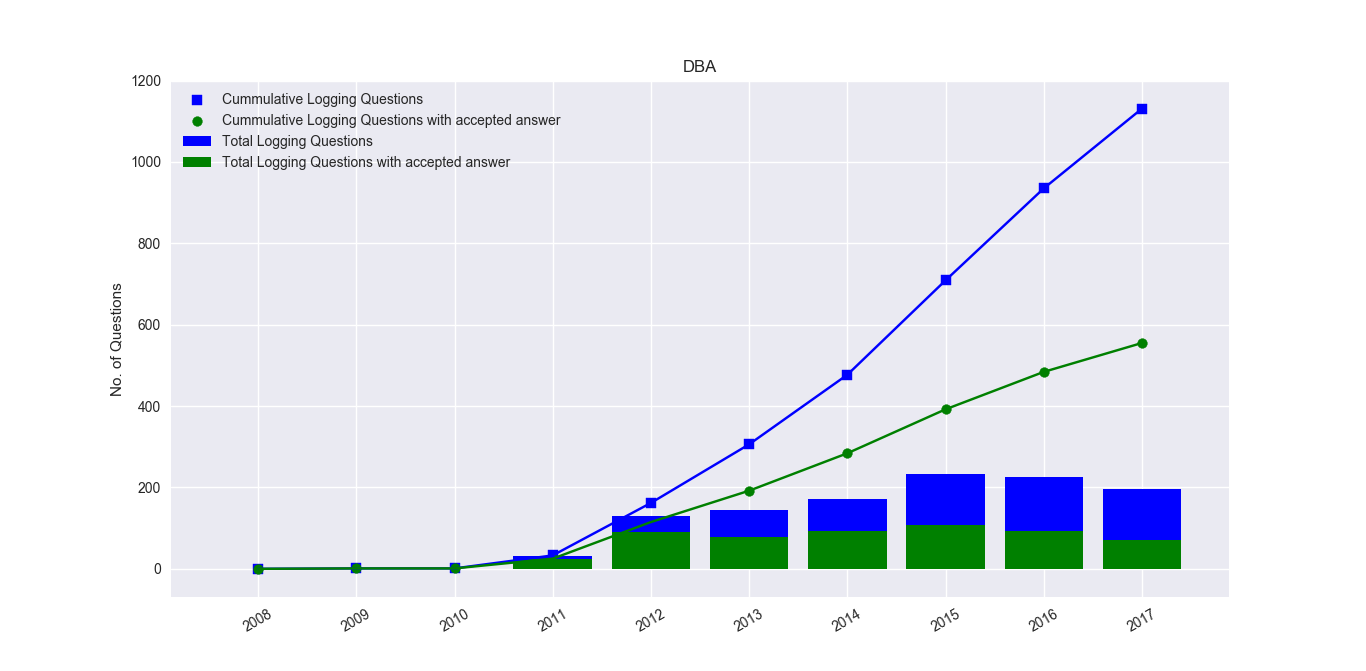 DBA
Cummulative Logging Questions
Cummulative Logging Questions with accepted answer
Total Logging Questions
Total Logging Questions with accepted answer
No. of Questions
1200
1000
800
600
400
200
0
2008
2009
2010
2011
2012
2013
2014
2015
2016
2017